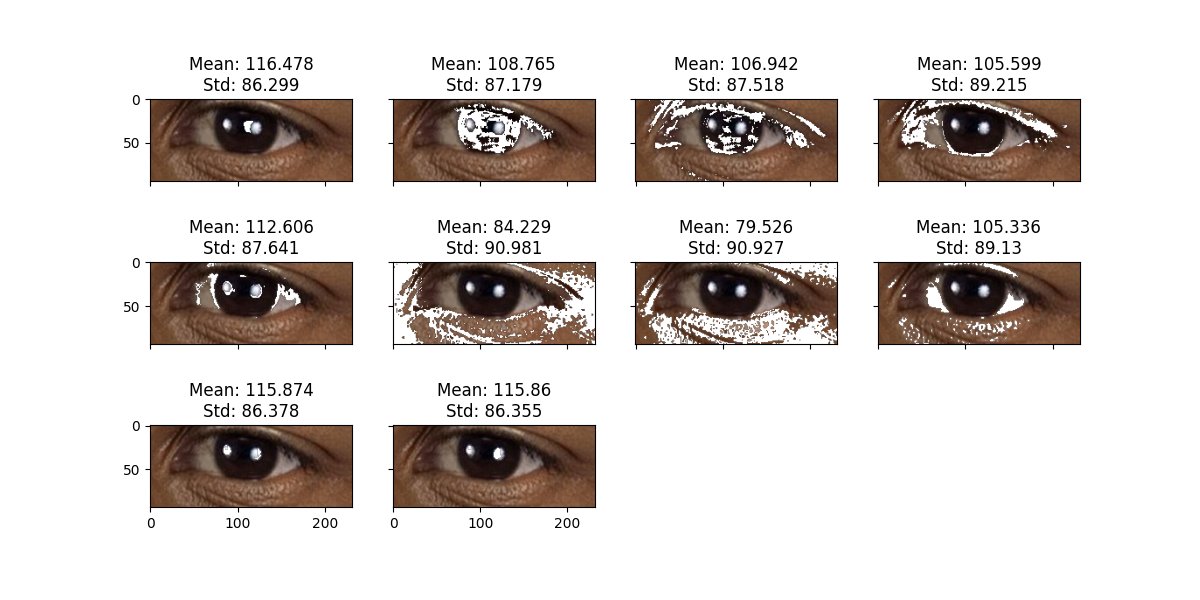 Mean: 116.478
Std: 86.299
Mean: 108.765
Std: 87.179
Mean: 106.942
Std: 87.518
Mean: 105.599
Std: 89.215
0
50
Mean: 112.606
Std: 87.641
Mean: 84.229
Std: 90.981
Mean: 79.526
Std: 90.927
Mean: 105.336
Std: 89.13
0
50
Mean: 115.874
Std: 86.378
Mean: 115.86
Std: 86.355
0
50
0 100 200
0 100 200